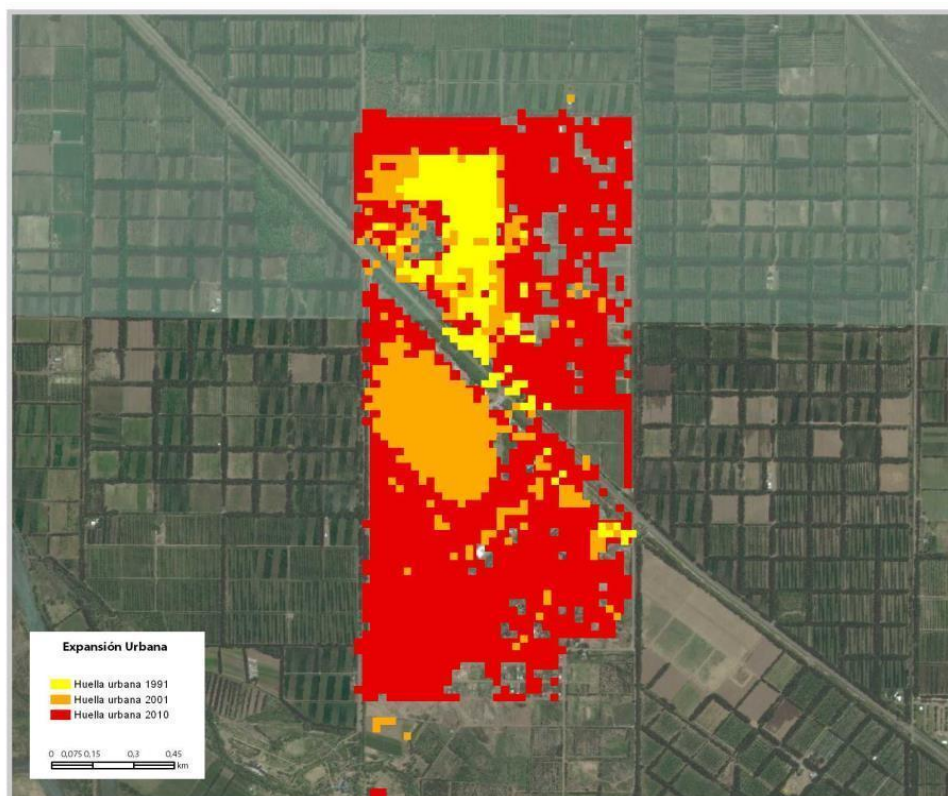 Expansión Urbana
Huella urbana 1991
Huella urbana 2001
Huella urbana 2010
0 0,075 0,15 0,3 0,45
km